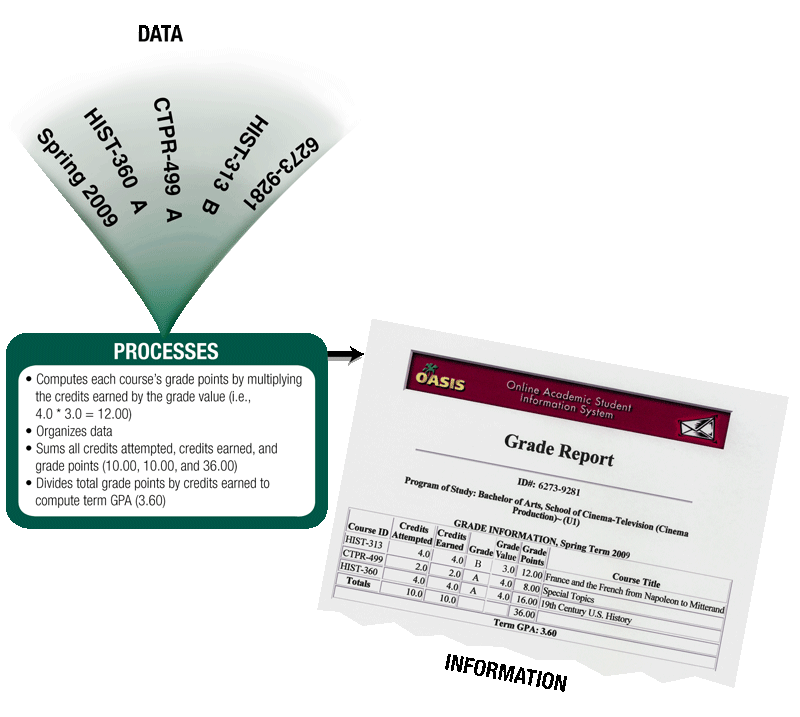 DATA
Spring 2009
HIST-360 A
CTPR-499 A
HIST-313 B
6273-9281
PROCESSES
• Computes each course's grade points by multiplying
the credits earned by the grade value (i.e.,
4.0 * 3.0 = 12.00)
• Organizes data
• Sums all credits attempted, credits earned, and
grade points (10.00, 10.00, and 36.00)
• Divides total grade points by credits earned to
compute term GPA (3.60)
OASIS
Online Academic Student
Information System
Grade Report
ID#: 6273-9281
Program of Study: Bachelor of Arts, School of Cinema-Television (Cinema
Production)~ (U1)
GRADE INFORMATION, Spring Term 2009
Course ID Credits Attempted Credits Earned Grade Grade Value Grade Points Course Title
HIST-313 4.0 4.0 B 3.0 12.00 France and the French from Napoleon to Mitterand
CTPR-499 2.0 2.0 A 4.0 8.00 Special Topics
HIST-360 4.0 4.0 A 4.0 16.00 19th Century U.S. History
Totals 10.0 10.0 36.00
Term GPA: 3.60
INFORMATION